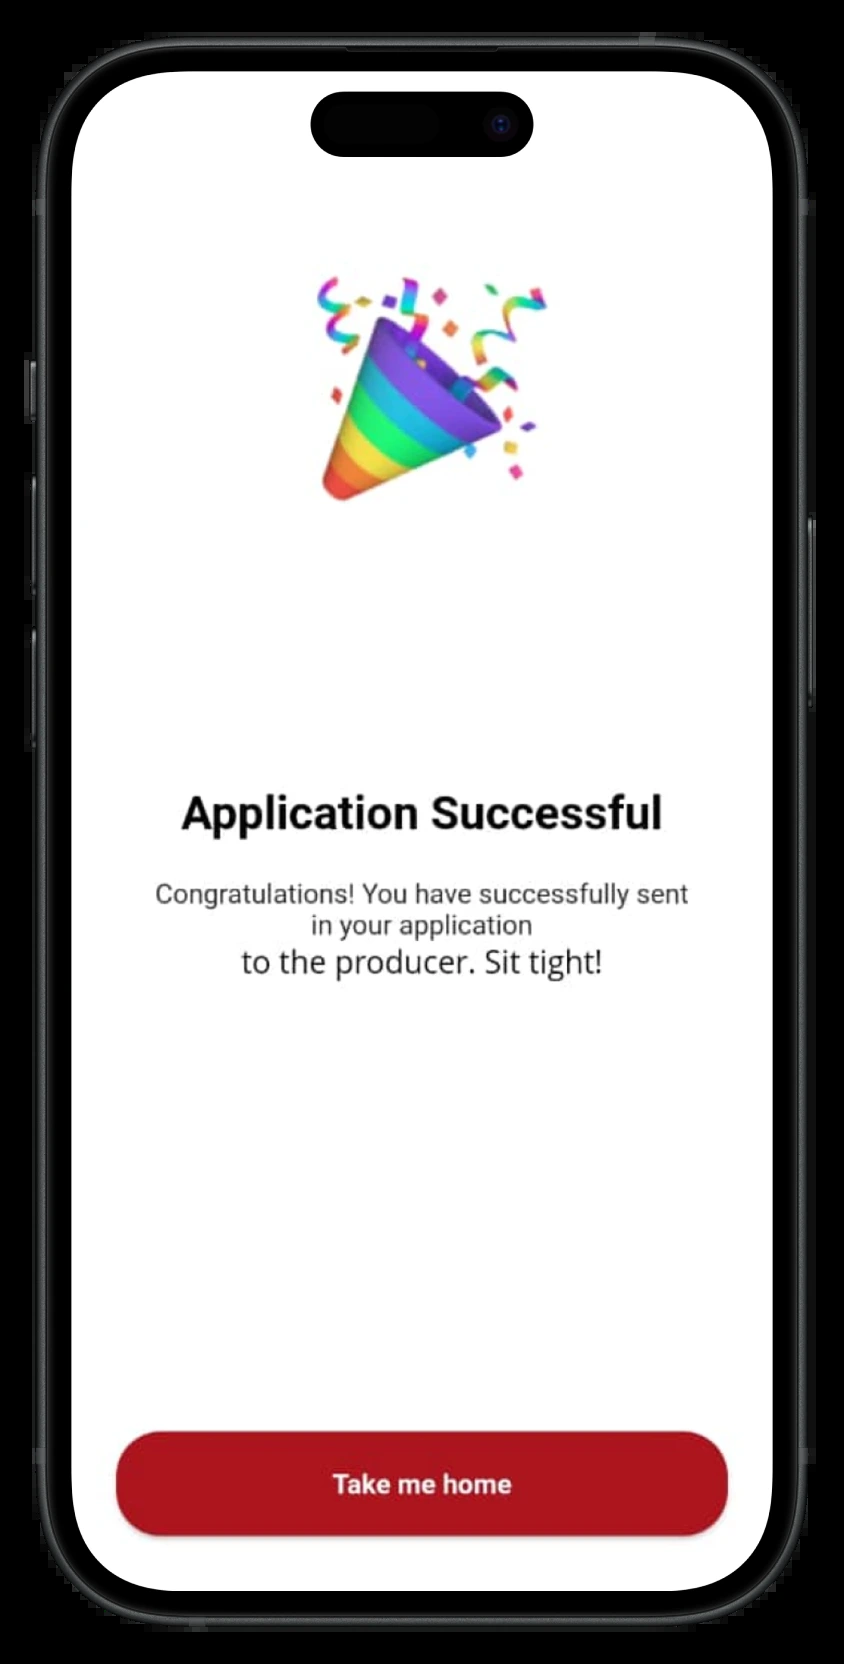 Application Successful
Congratulations! You have successfully sent
in your application
to the producer. Sit tight!
Take me home